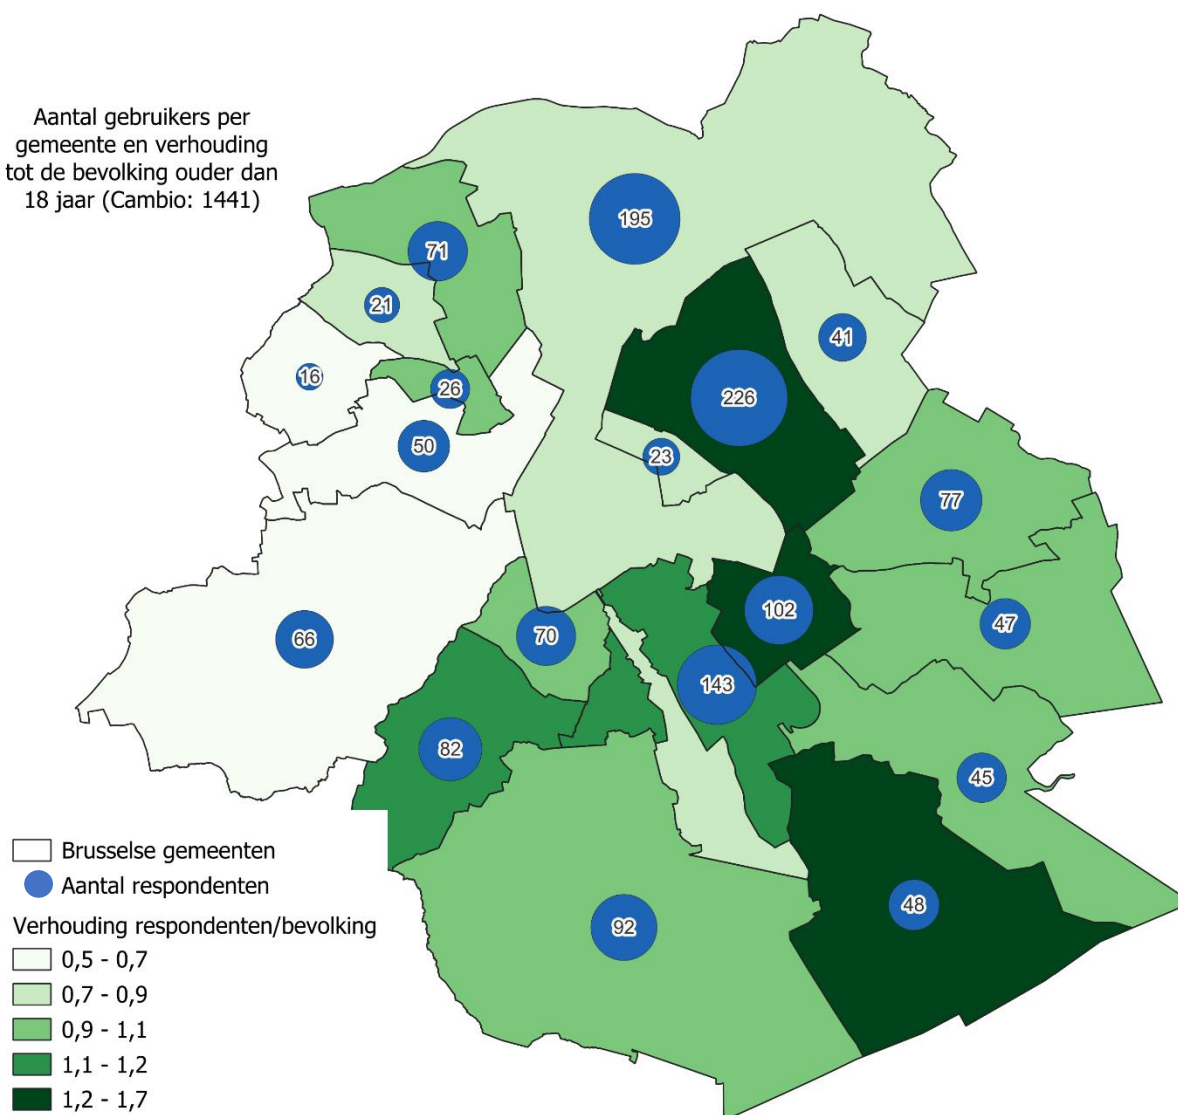 Aantal gebruikers per
gemeente en verhouding
tot de bevolking ouder dan
18 jaar (Cambio: 1441)
195
71
21
41
16
26
226
50
23
77
102
47
66
70
143
82
45
48
92
Brusselse gemeenten
Aantal respondenten
Verhouding respondenten/bevolking
0,5 - 0,7
0,7 - 0,9
0,9 - 1,1
1,1 - 1,2
1,2 - 1,7